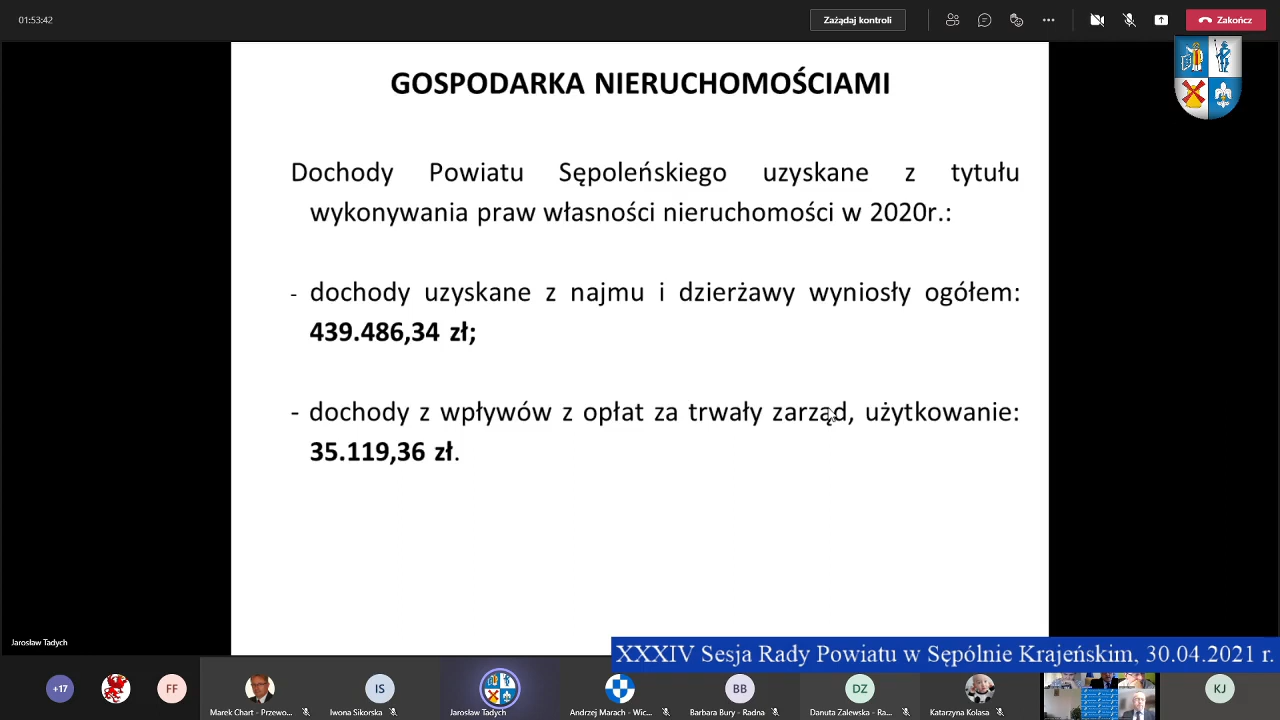 01:53:42
Zażądaj kontroli
Zakończ
GOSPODARKA NIERUCHOMOŚCIAMI
Dochody Powiatu Sępoleńskiego uzyskane z tytułu
wykonywania praw własności nieruchomości w 2020r.:
- dochody uzyskane z najmu i dzierżawy wyniosły ogółem:
439.486,34 zł;
- dochody z wpływów z opłat za trwały zarząd, użytkowanie:
35.119,36 zł.
Jarosław Tadych
XXXIV Sesja Rady Powiatu w Sępólnie Krajeńskim, 30.04.2021 r.
+17
FF
IS
BB
DZ
KJ
Marek Chart - Przewo...
Iwona Sikorska
Jarosław Tadych
Andrzej Marach - Wic...
Barbara Bury - Radna
Danuta Zalewska - Ra...
Katarzyna Kolasa